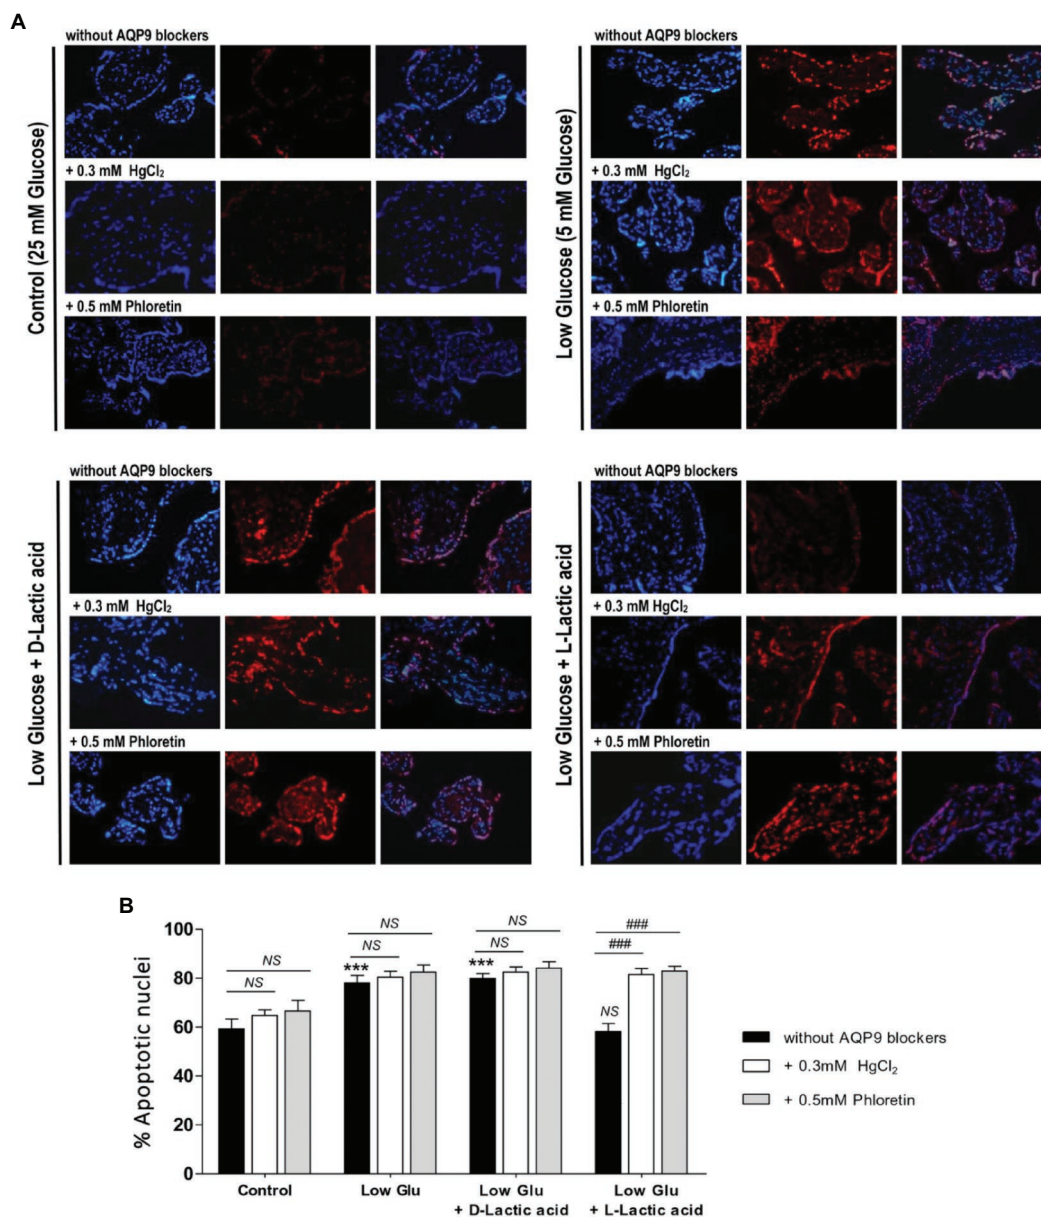 A
without AQP9 blockers
+ 0.3 mM HgCl₂
+ 0.5 mM Phloretin
Control (25 mM Glucose)
without AQP9 blockers
+ 0.3 mM HgCl₂
+ 0.5 mM Phloretin
Low Glucose (5 mM Glucose)
without AQP9 blockers
+ 0.3 mM HgCl₂
+ 0.5 mM Phloretin
Low Glucose + D-Lactic acid
without AQP9 blockers
+ 0.3 mM HgCl₂
+ 0.5 mM Phloretin
Low Glucose + L-Lactic acid
B
% Apoptotic nuclei
100
80
60
40
20
0
NS
NS
NS
NS
***
NS
NS
***
###
###
NS
Control
Low Glu
Low Glu
+ D-Lactic acid
Low Glu
+ L-Lactic acid
without AQP9 blockers
+ 0.3mM HgCl₂
+ 0.5mM Phloretin